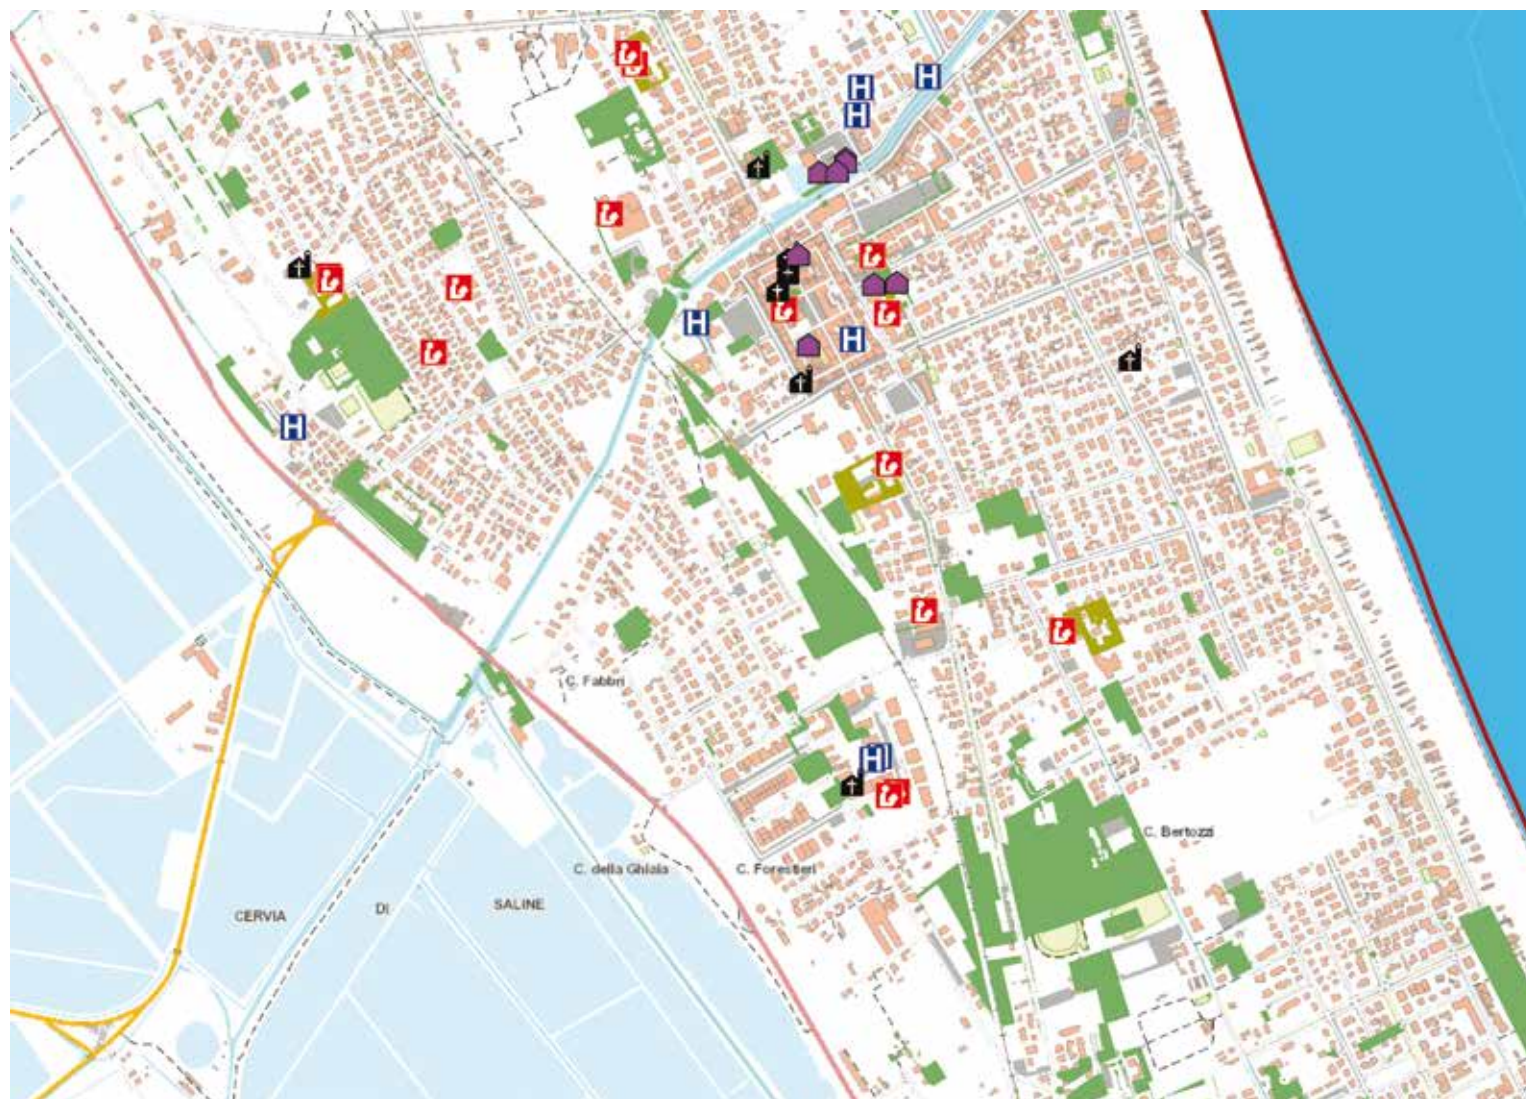 C. Fabbri
C. Bertozzi
C. della Ghiaia
C. Forestieri
CERVIA
DI
SALINE
H
H
H
H
H
H
H